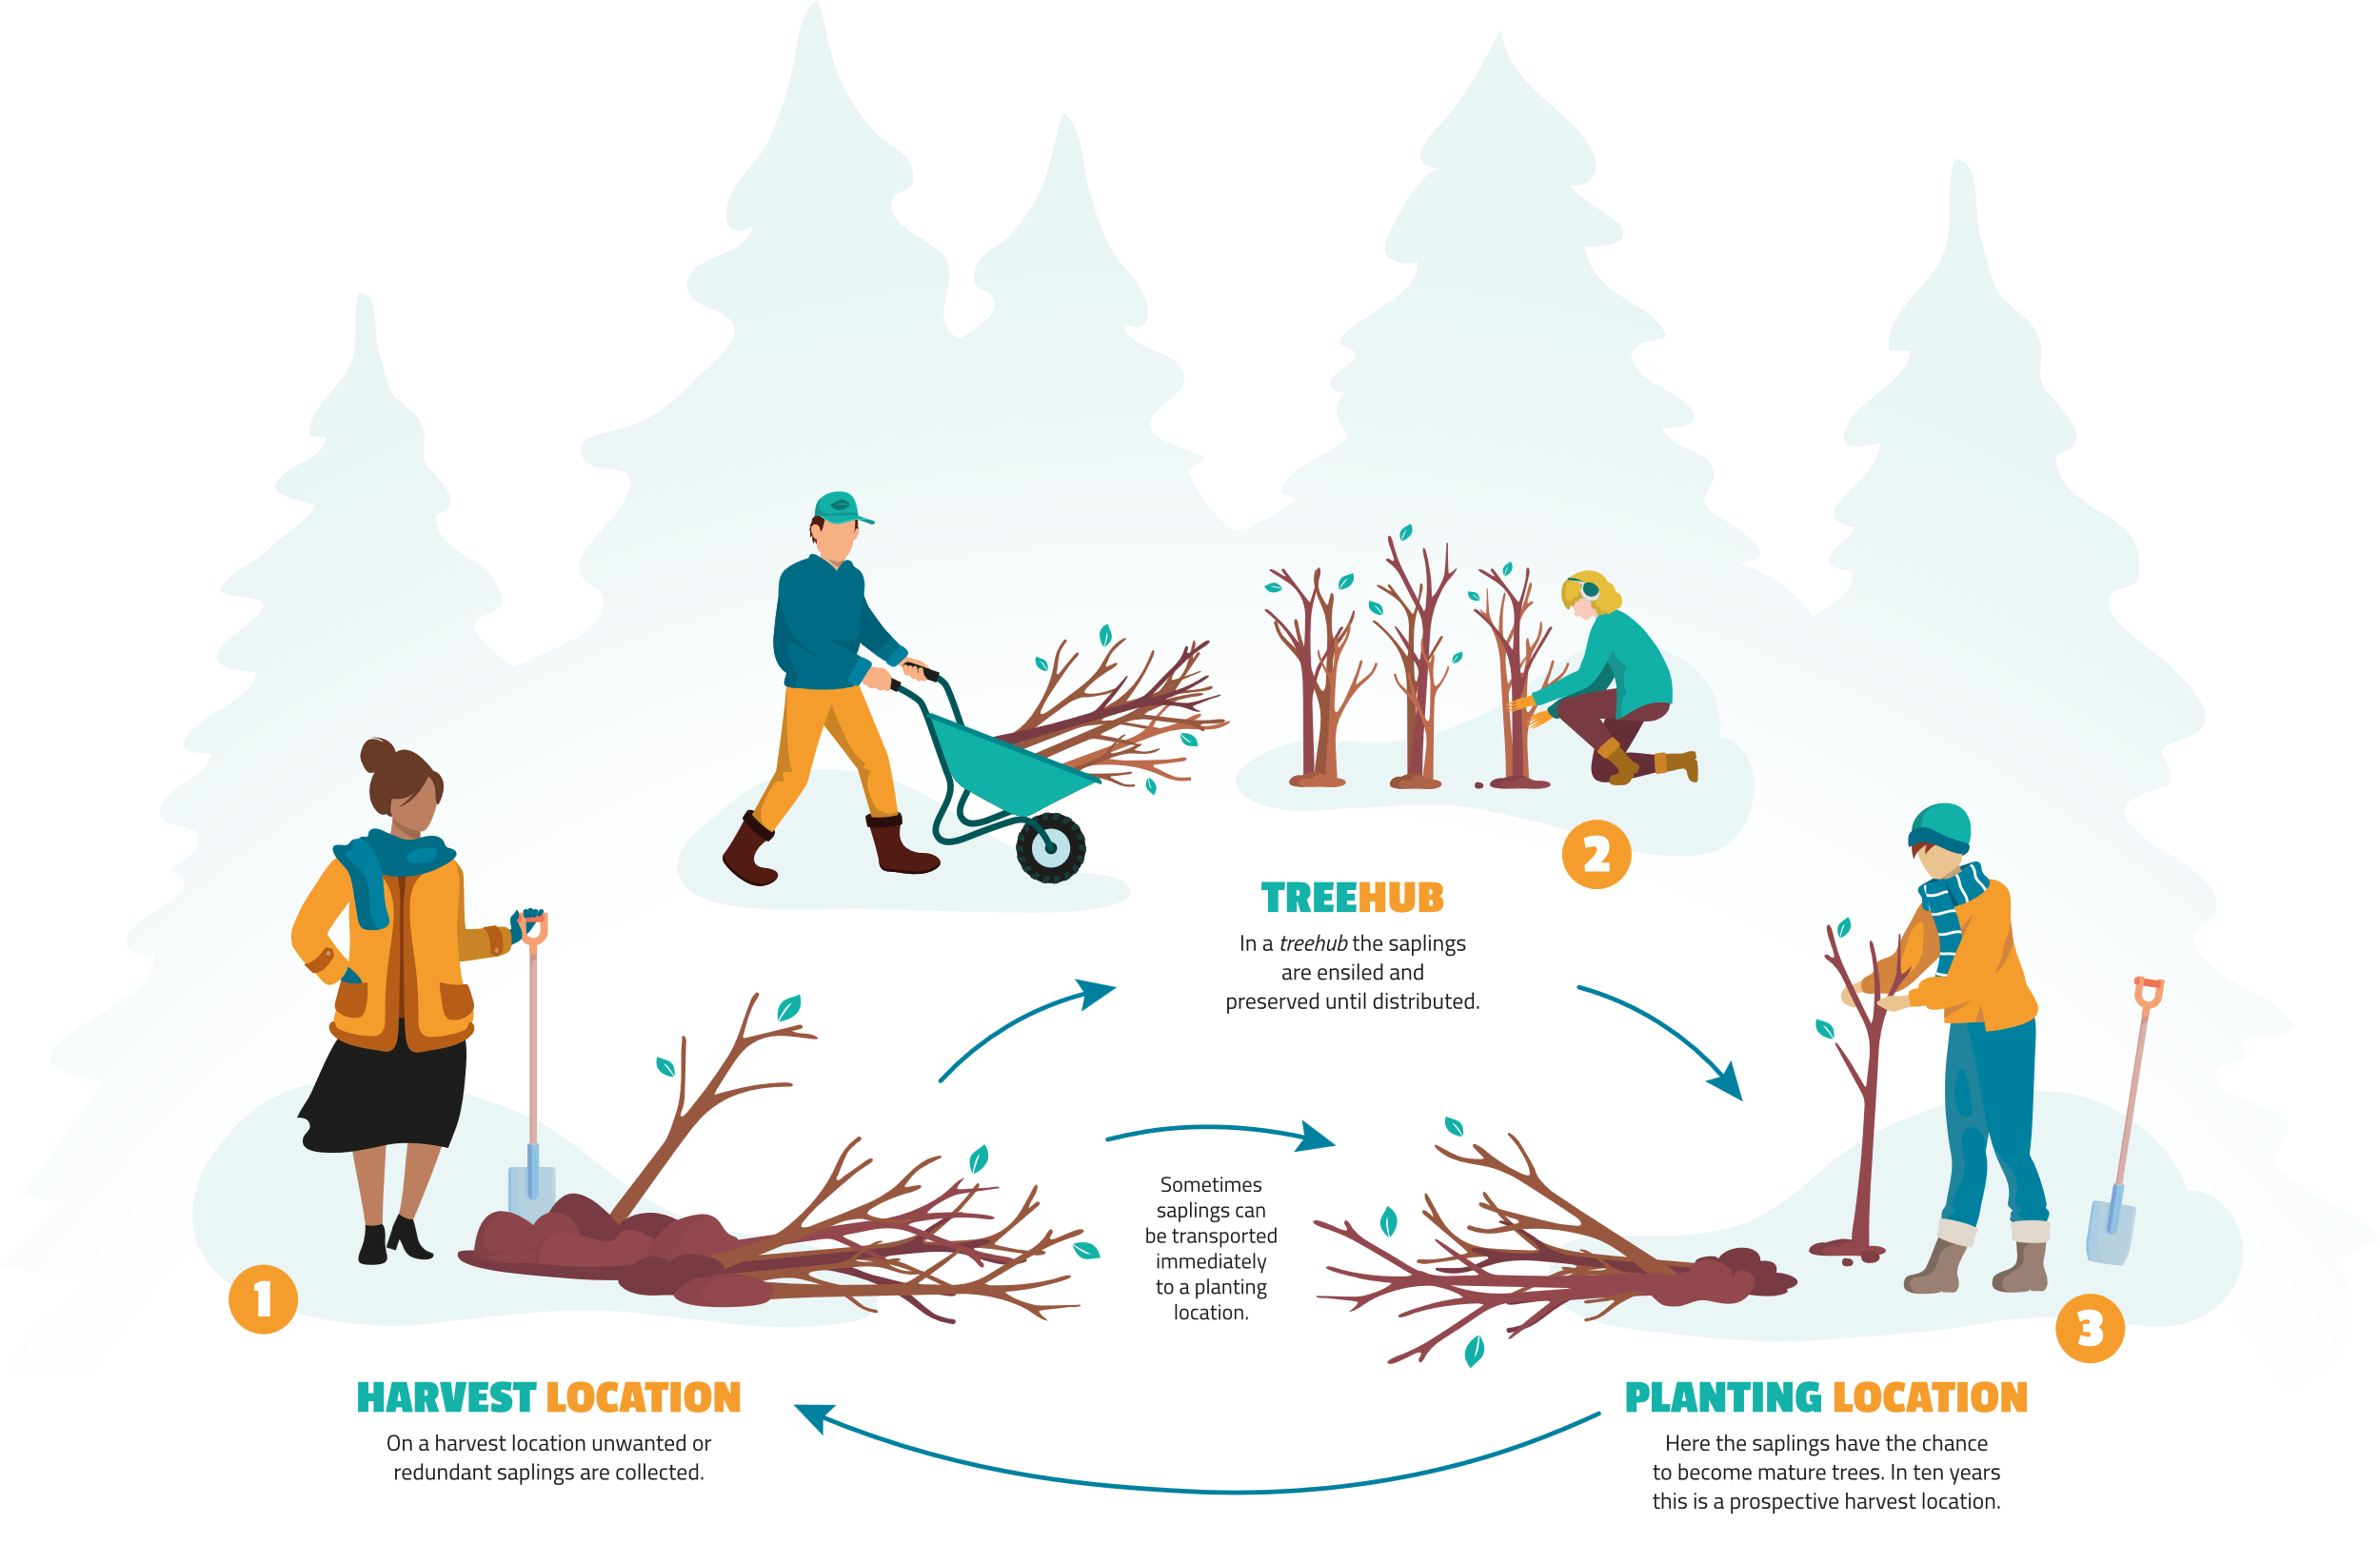 2
TREEHUB
In a treehub the saplings
are ensiled and
preserved until distributed.
Sometimes
saplings can
be transported
immediately
to a planting
location.
1
HARVEST LOCATION
On a harvest location unwanted or
redundant saplings are collected.
3
PLANTING LOCATION
Here the saplings have the chance
to become mature trees. In ten years
this is a prospective harvest location.